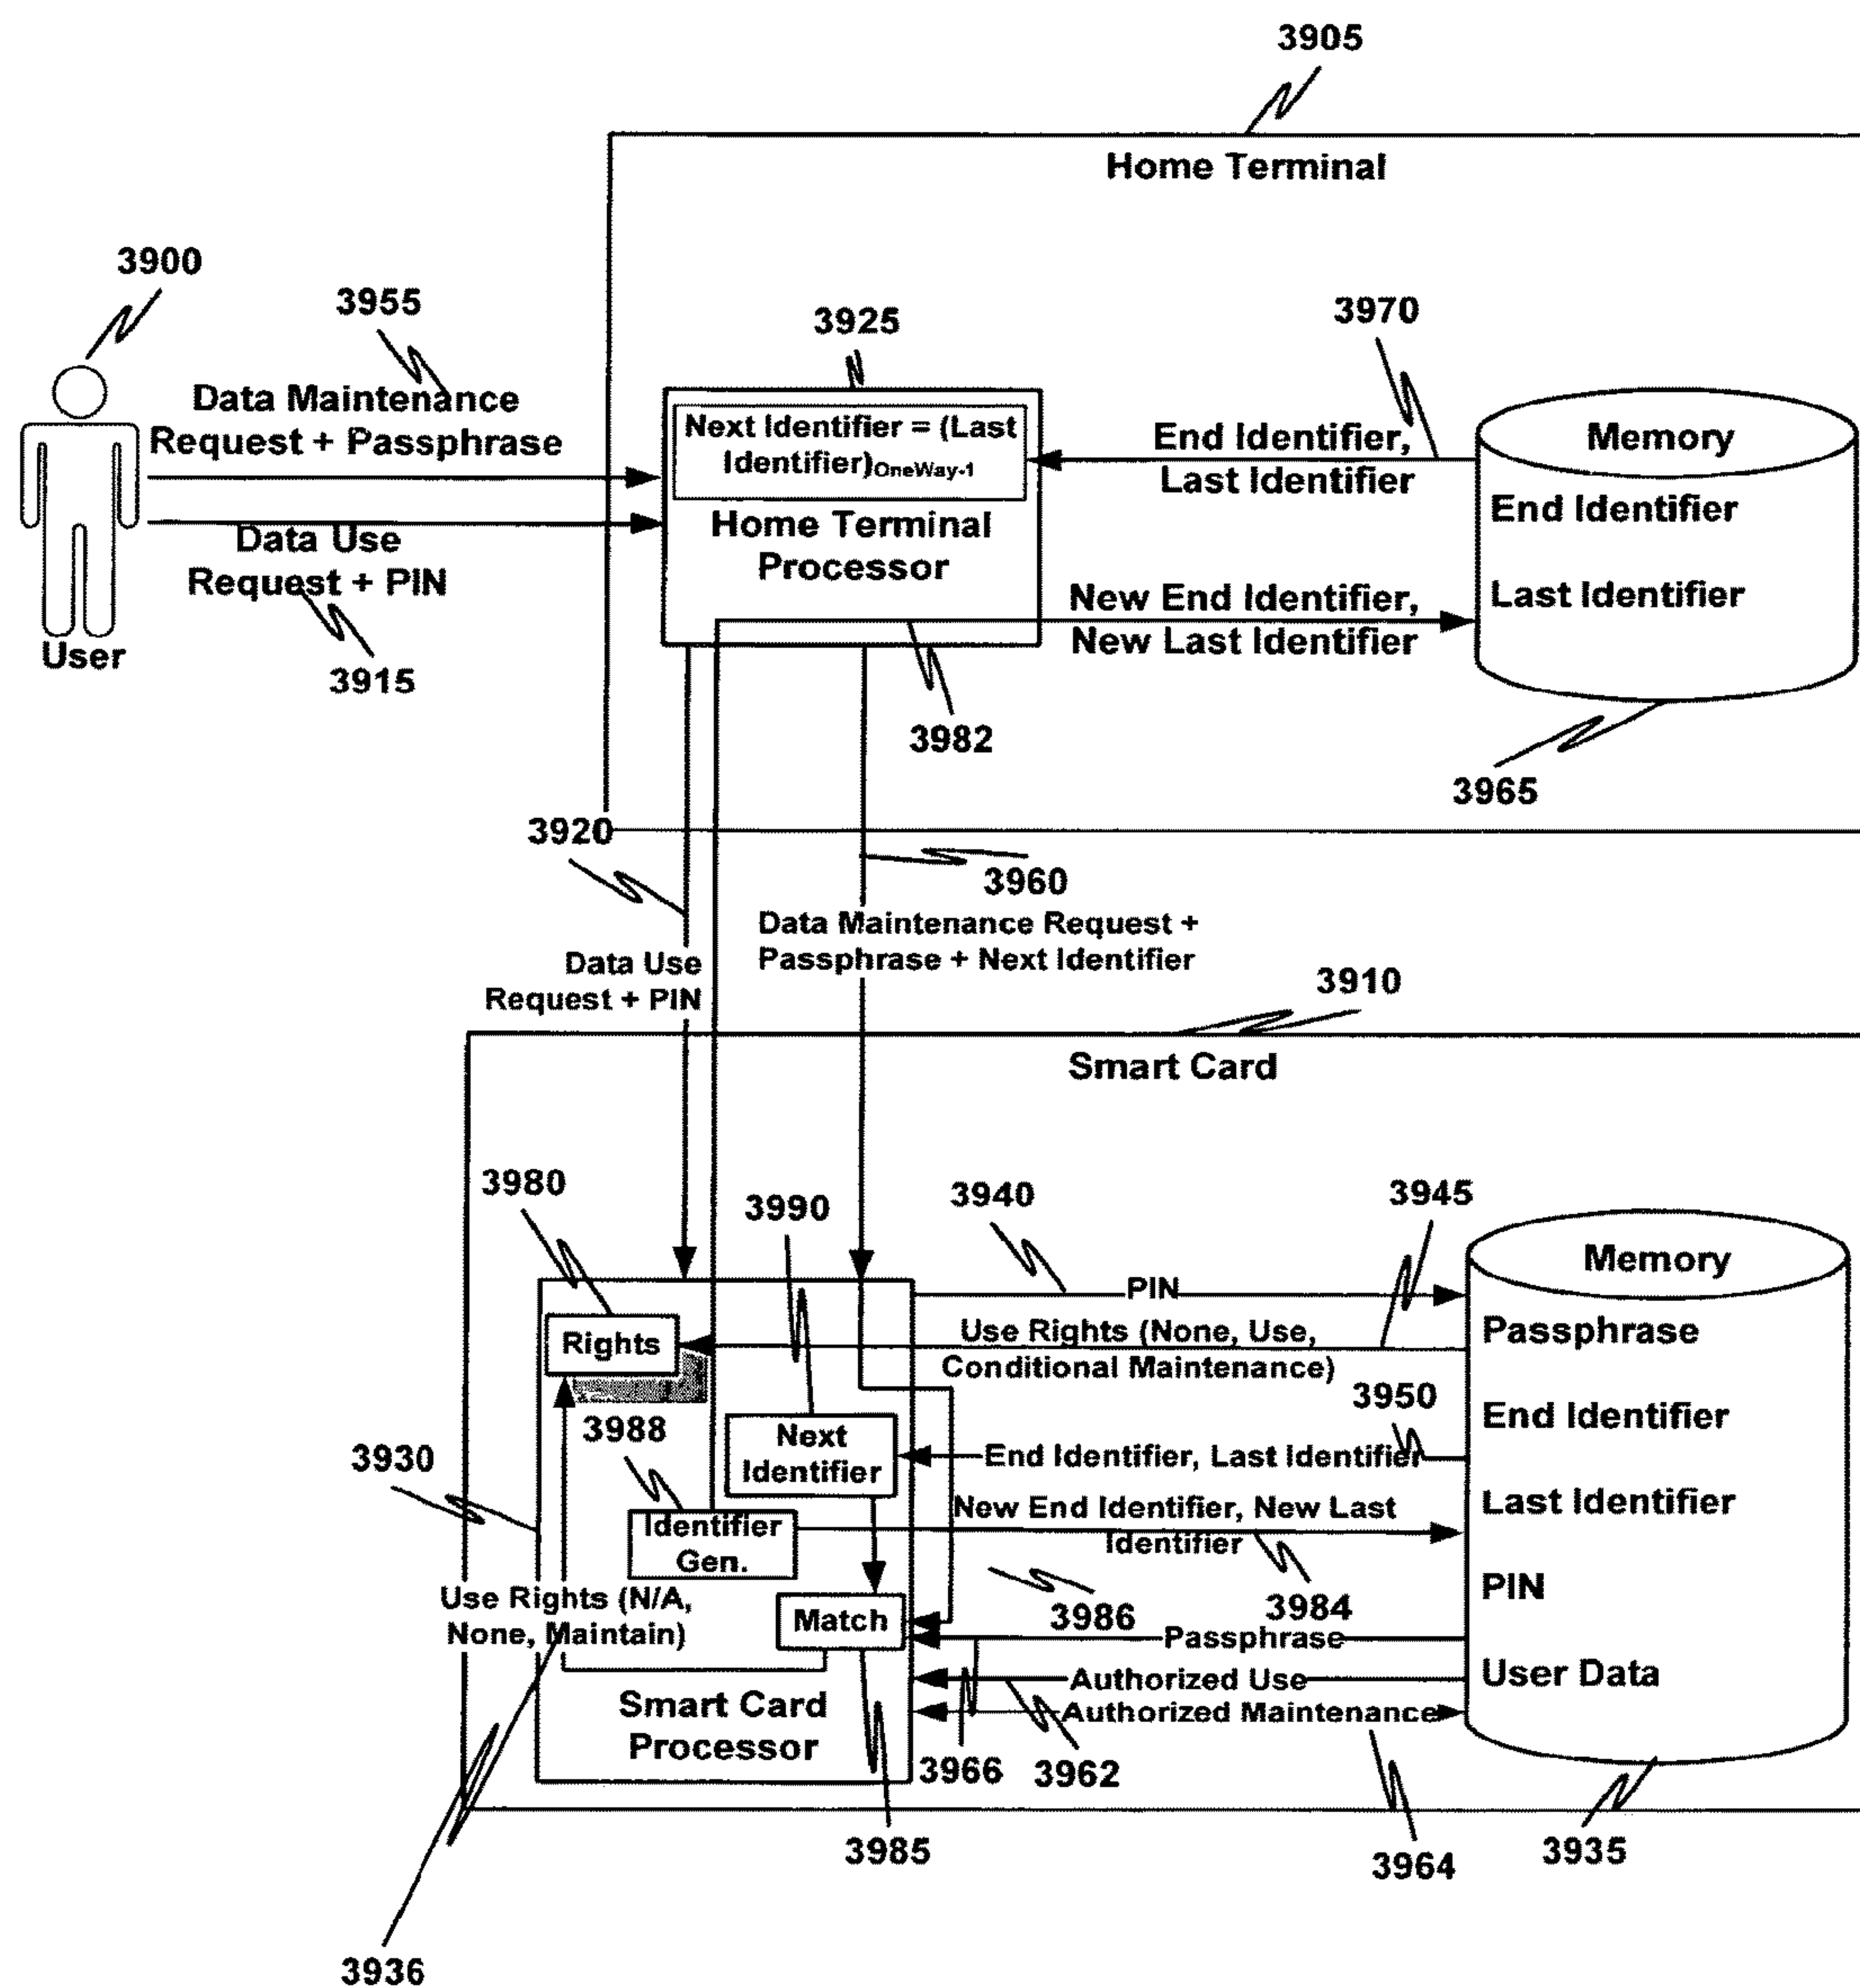 3905
Home Terminal
3900
3955
3925
3970
Data Maintenance
Request + Passphrase
Next Identifier = (Last
Identifier)OneWay-1
End Identifier,
Last Identifier
Memory
End Identifier
Last Identifier
Data Use
Request + PIN
Home Terminal
Processor
New End Identifier,
New Last Identifier
User
3915
3982
3965
3920
3960
Data Maintenance Request +
Passphrase + Next Identifier
Data Use
Request + PIN
3910
Smart Card
3980
3990
3940
3945
Memory
PIN
Rights
Use Rights (None, Use,
Conditional Maintenance)
Passphrase
3950
End Identifier
3988
Next
Identifier
End Identifier, Last Identifier
3930
Last Identifier
Identifier
Gen.
New End Identifier, New Last
Identifier
PIN
Use Rights (N/A,
None, Maintain)
Match
3986
3984
Passphrase
User Data
Authorized Use
Authorized Maintenance
Smart Card
Processor
3966
3962
3985
3964
3935
3936